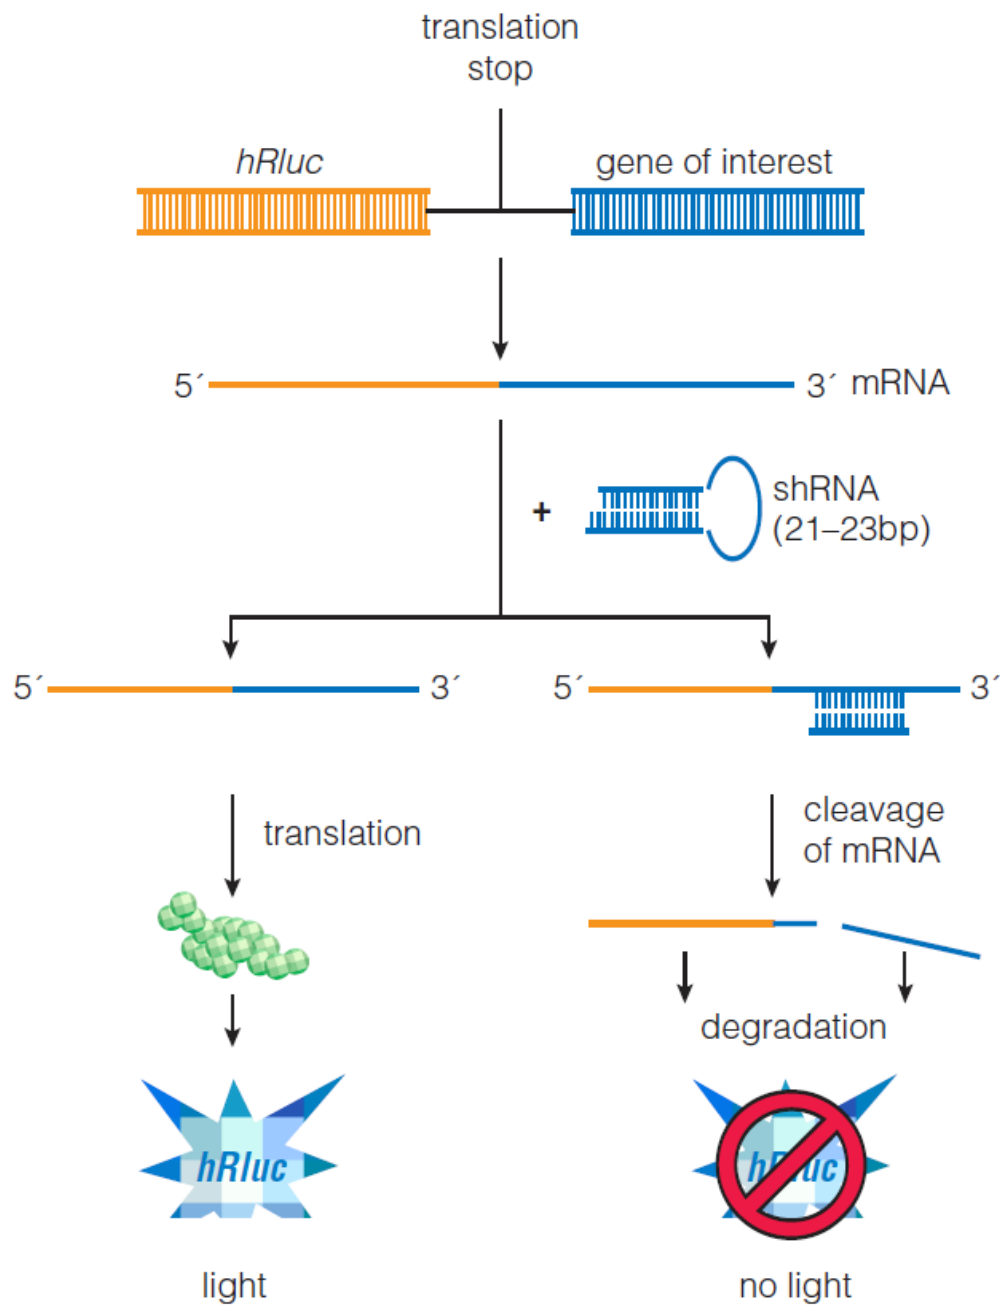 translation
stop
hRluc
gene of interest
5´
3´ mRNA
+
shRNA
(21–23bp)
5´
3´
5´
3´
translation
cleavage
of mRNA
degradation
hRluc
hRluc
light
no light